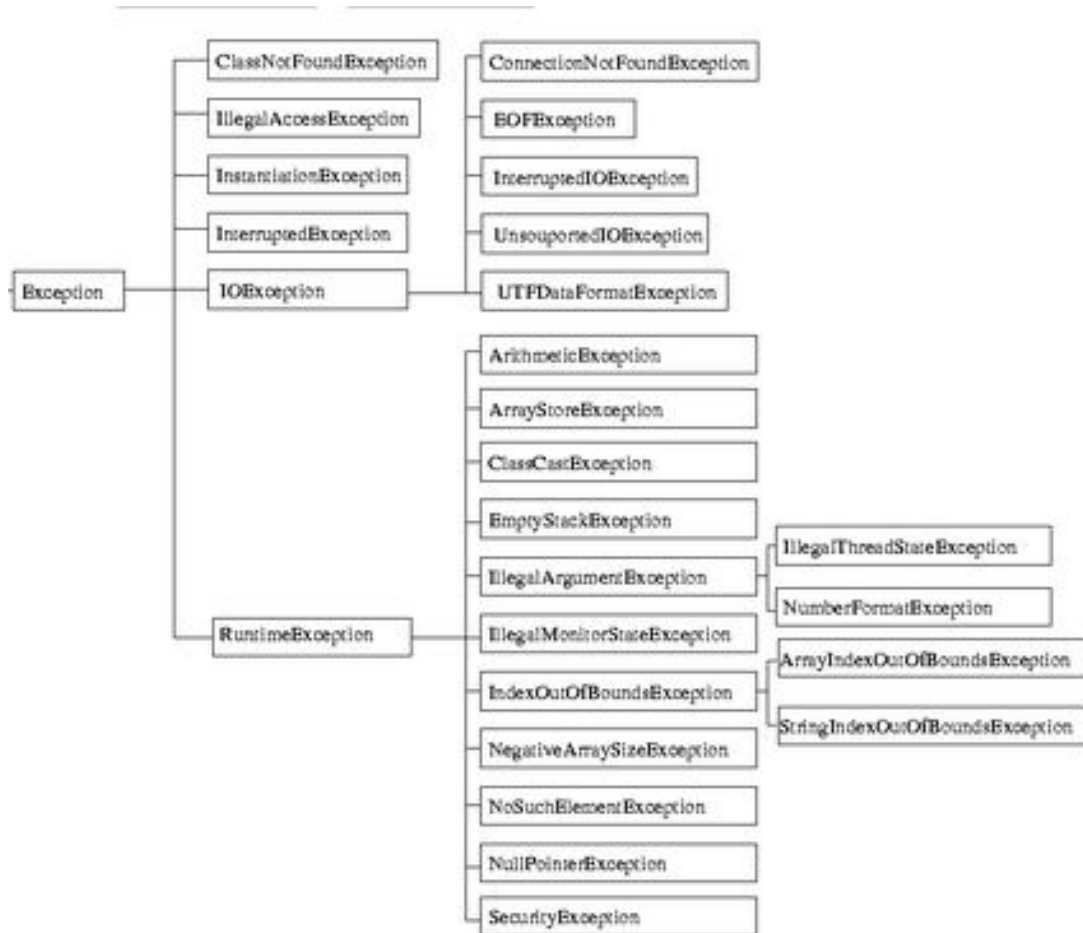 ClassNotFoundException
IllegalAccessException
InstantiationException
InterruptedException
Exception
IOException
RuntimeException
ConnectionNotFoundException
EOFException
InterruptedIOException
UnsouportedIOException
UTFDataFormatException
ArithmeticException
ArrayStoreException
ClassCastException
EmptyStackException
IllegalArgumentException
IllegalMonitorStateException
IndexOutOfBoundsException
NegativeArraySizeException
NoSuchElementException
NullPointerException
SecurityException
IllegalThreadStateException
NumberFormatException
ArrayIndexOutOfBoundsException
StringIndexOutOfBoundsException